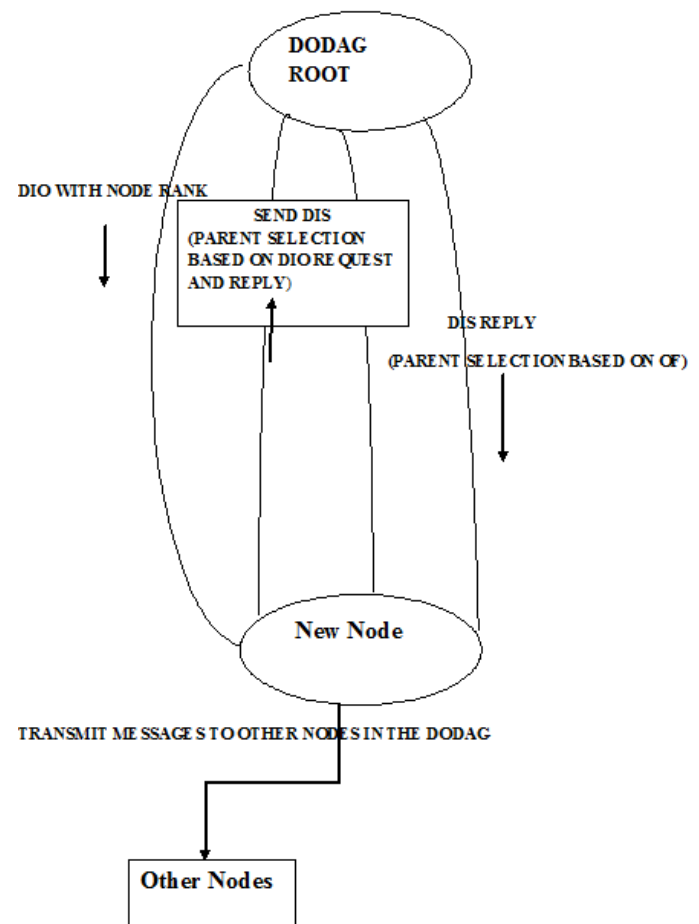 DODAG
ROOT
DIO WITH NODE RANK
SEND DIS
(PARENT SELECTION
BASED ON DIO REQUEST
AND REPLY)
DIS REPLY
(PARENT SELECTION BASED ON OF)
New Node
TRANSMIT MESSAGES TO OTHER NODES IN THE DODAG
Other Nodes